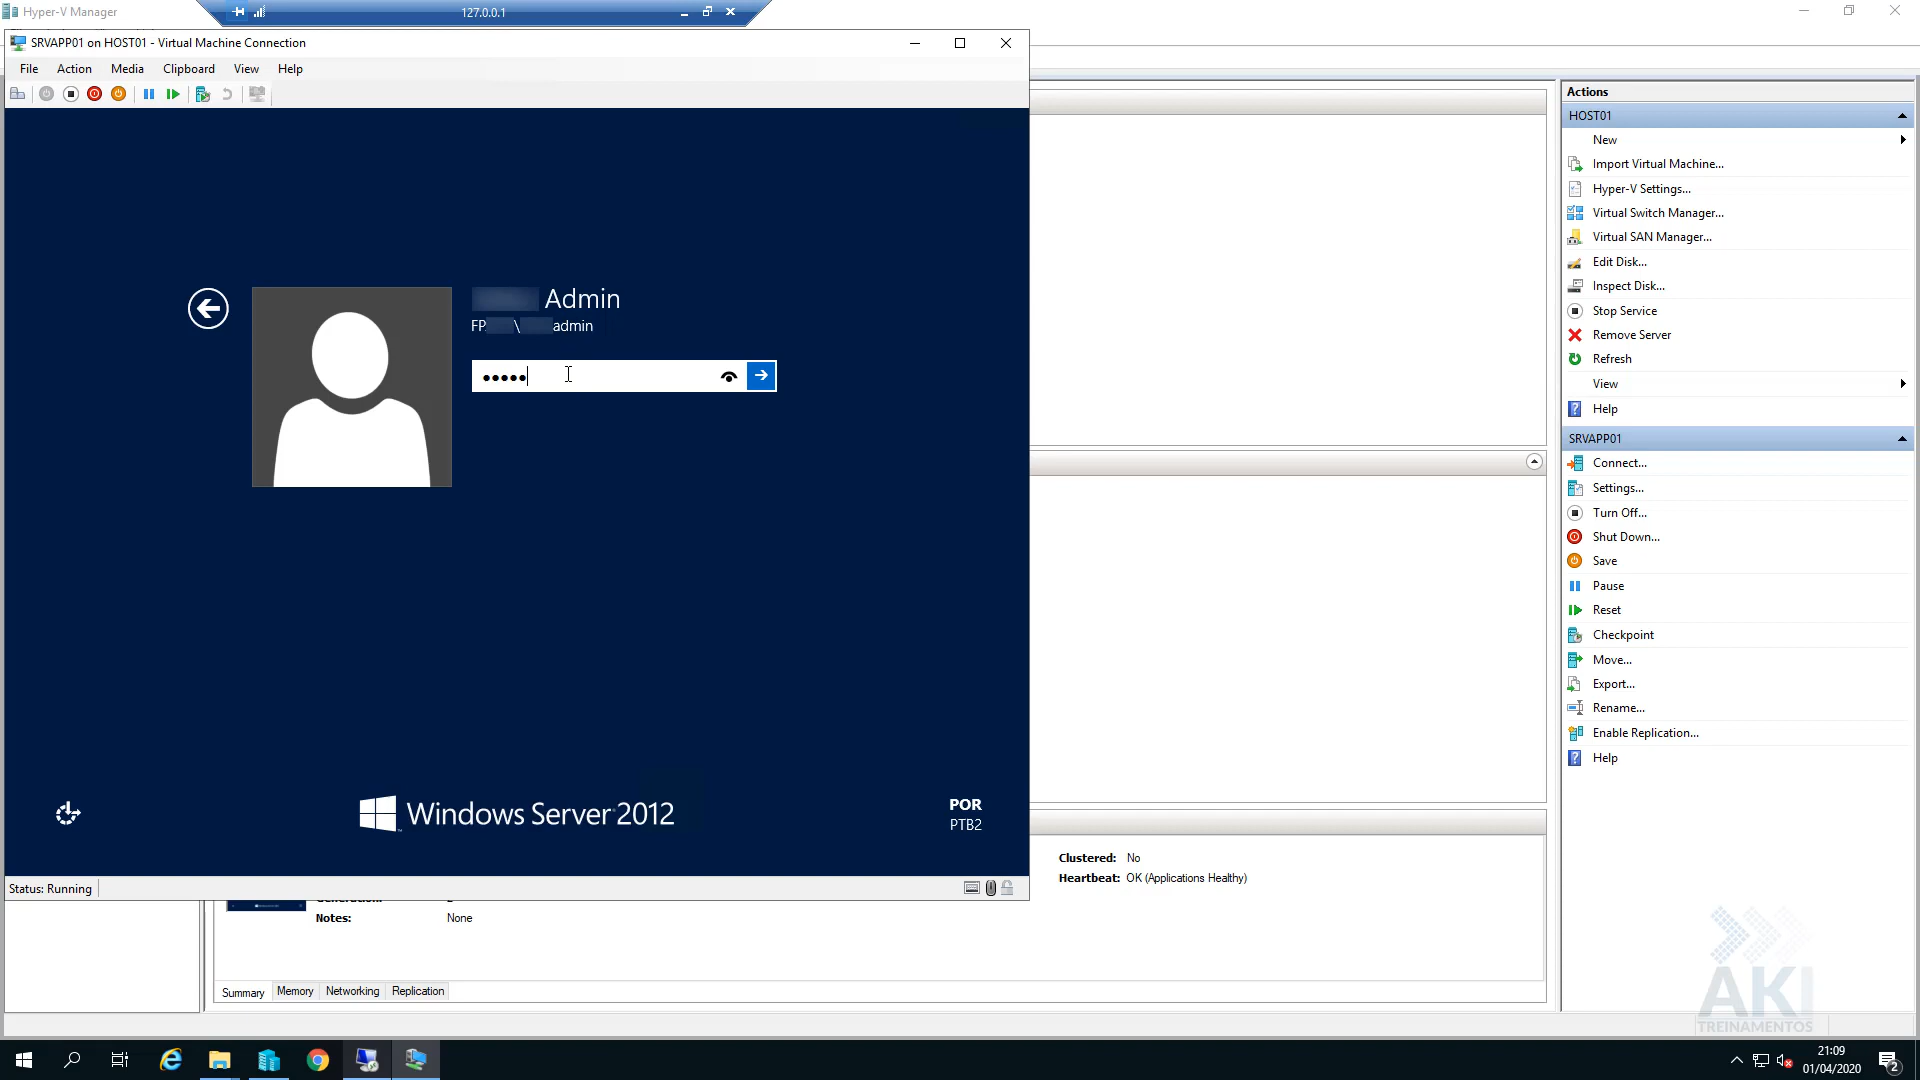 Hyper-V Manager
127.0.0.1
SRVAPP01 on HOST01 - Virtual Machine Connection
File Action Media Clipboard View Help
Admin
FP \ admin
Windows Server 2012
POR
PTB2
Status: Running
Clustered: No
Heartbeat: OK (Applications Healthy)
Notes: None
Summary Memory Networking Replication
Actions
HOST01
New
Import Virtual Machine...
Hyper-V Settings...
Virtual Switch Manager...
Virtual SAN Manager...
Edit Disk...
Inspect Disk...
Stop Service
Remove Server
Refresh
View
Help
SRVAPP01
Connect...
Settings...
Turn Off...
Shut Down...
Save
Pause
Reset
Checkpoint
Move...
Export...
Rename...
Enable Replication...
Help
AKI
TREINAMENTOS
21:09
01/04/2020
2